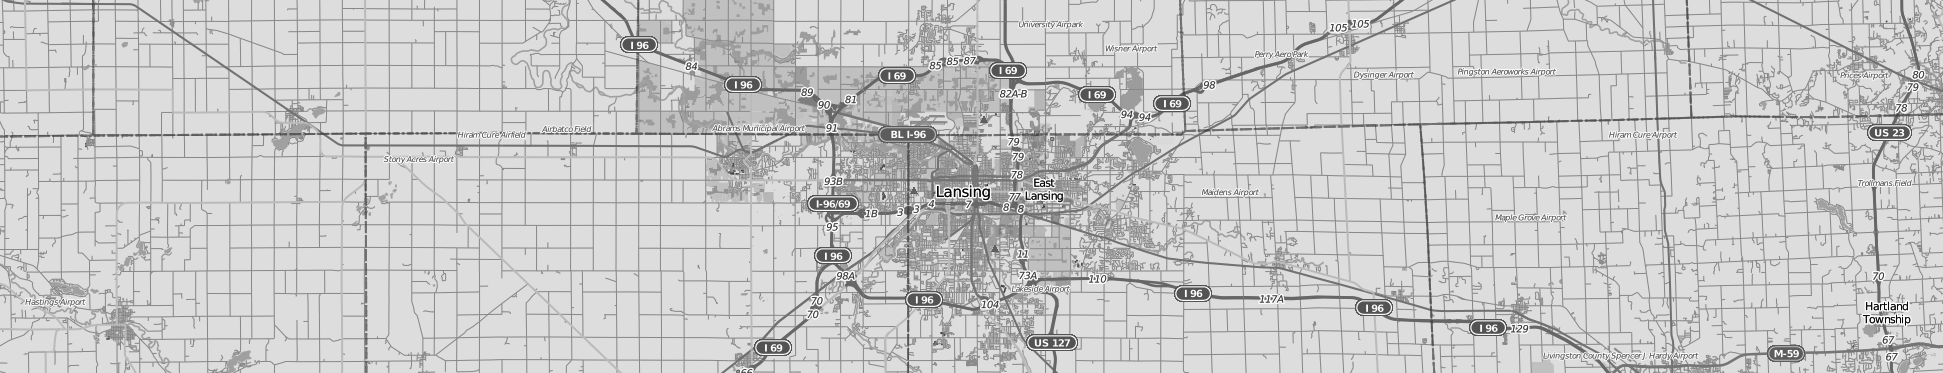 University Airpark
105
105
I 96
Wisner Airport
Perry Aero Park
85
87
85
84
I 69
I 69
Dysinger Airport
Pingston Aeroworks Airport
Prices Airport
80
79
I 96
98
89
81
82A-B
I 69
I 69
90
94
94
78
91
Abrams Municipal Airport
Airbatco Field
Hiram Cure Airfield
BL I-96
US 23
Hiram Cure Airport
79
79
Stony Acres Airport
78
93B
East
Lansing
Lansing
77
Maidens Airport
Trollmans Field
I-96/69
1B
3
3
4
7
8
8
Maple Grove Airport
95
11
I 96
98A
73A
110
70
Lakeside Airport
I 96
I 96
117A
104
I 96
Hastings Airport
70
70
Hartland
Township
I 96
129
67
US 127
I 69
Livingston County Spencer J. Hardy Airport
M-59
67
66